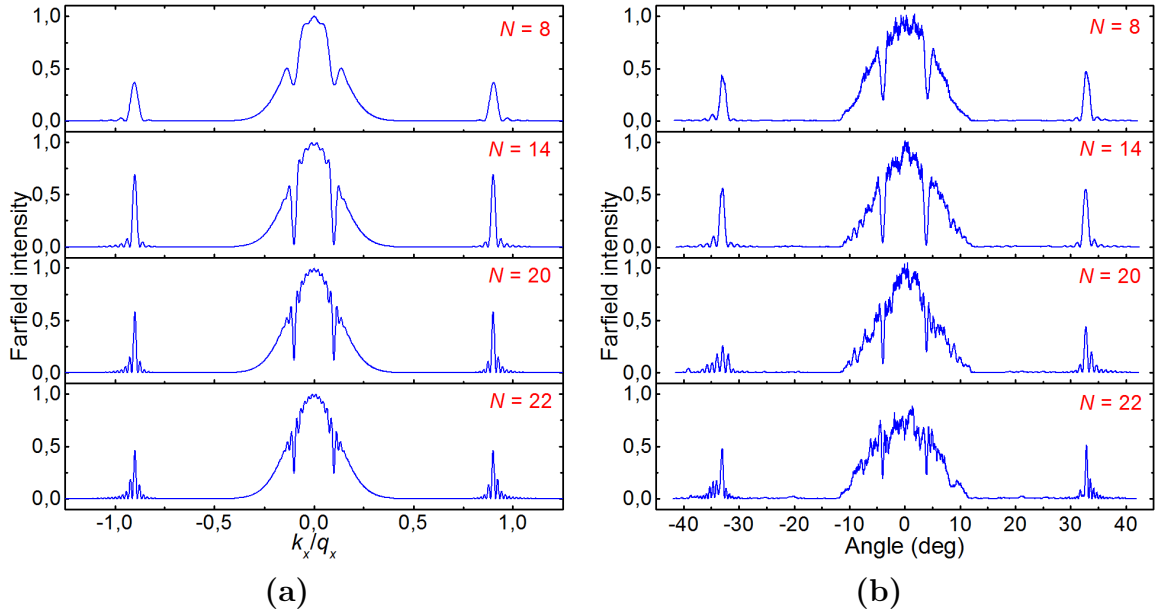 Farfield intensity
1,0
0,5
0,0
N = 8
1,0
0,5
0,0
N = 14
1,0
0,5
0,0
N = 20
1,0
0,5
0,0
N = 22
-1,0 -0,5 0,0 0,5 1,0
kx/qx
(a)
Farfield intensity
1,0
0,5
0,0
N = 8
1,0
0,5
0,0
N = 14
1,0
0,5
0,0
N = 20
1,0
0,5
0,0
N = 22
-40 -30 -20 -10 0 10 20 30 40
Angle (deg)
(b)